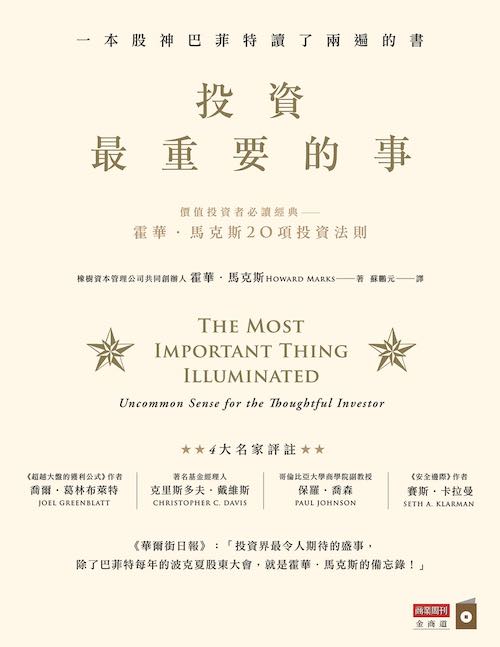 一本股神巴菲特讀了兩遍的書
投資
最重要的事
價值投資者必讀經典——
霍華．馬克斯20項投資法則
橡樹資本管理公司共同創辦人 霍華．馬克斯HOWARD MARKS——著 蘇鵬元——譯
THE MOST
IMPORTANT THING
ILLUMINATED
Uncommon Sense for the Thoughtful Investor
★★4大名家評註★★
《超越大盤的獲利公式》作者
喬爾．葛林布萊特
JOEL GREENBLATT
著名基金經理人
克里斯多夫．戴維斯
CHRISTOPHER C. DAVIS
哥倫比亞大學商學院副教授
保羅．喬森
PAUL JOHNSON
《安全邊際》作者
賽斯．卡拉曼
SETH A. KLARMAN
《華爾街日報》：「投資界最令人期待的盛事，
除了巴菲特每年的波克夏股東大會，就是霍華．馬克斯的備忘錄！」
商業周刊
金商道